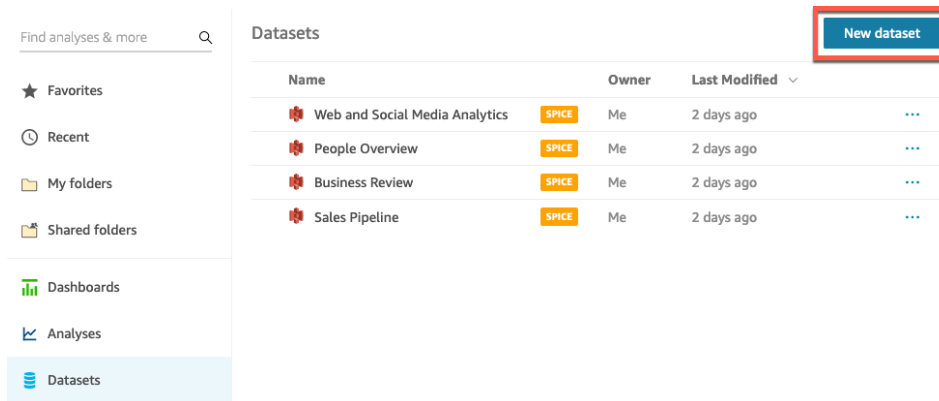 Find analyses & more
Favorites
Recent
My folders
Shared folders
Dashboards
Analyses
Datasets
Datasets
New dataset
Name Owner Last Modified
Web and Social Media Analytics SPICE Me 2 days ago
People Overview SPICE Me 2 days ago
Business Review SPICE Me 2 days ago
Sales Pipeline SPICE Me 2 days ago